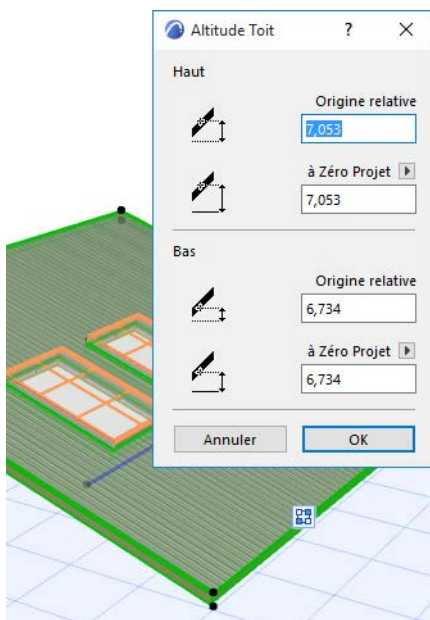 Altitude Toit ?
Haut
Origine relative
7,053
à Zéro Projet
7,053
Bas
Origine relative
6,734
à Zéro Projet
6,734
Annuler OK